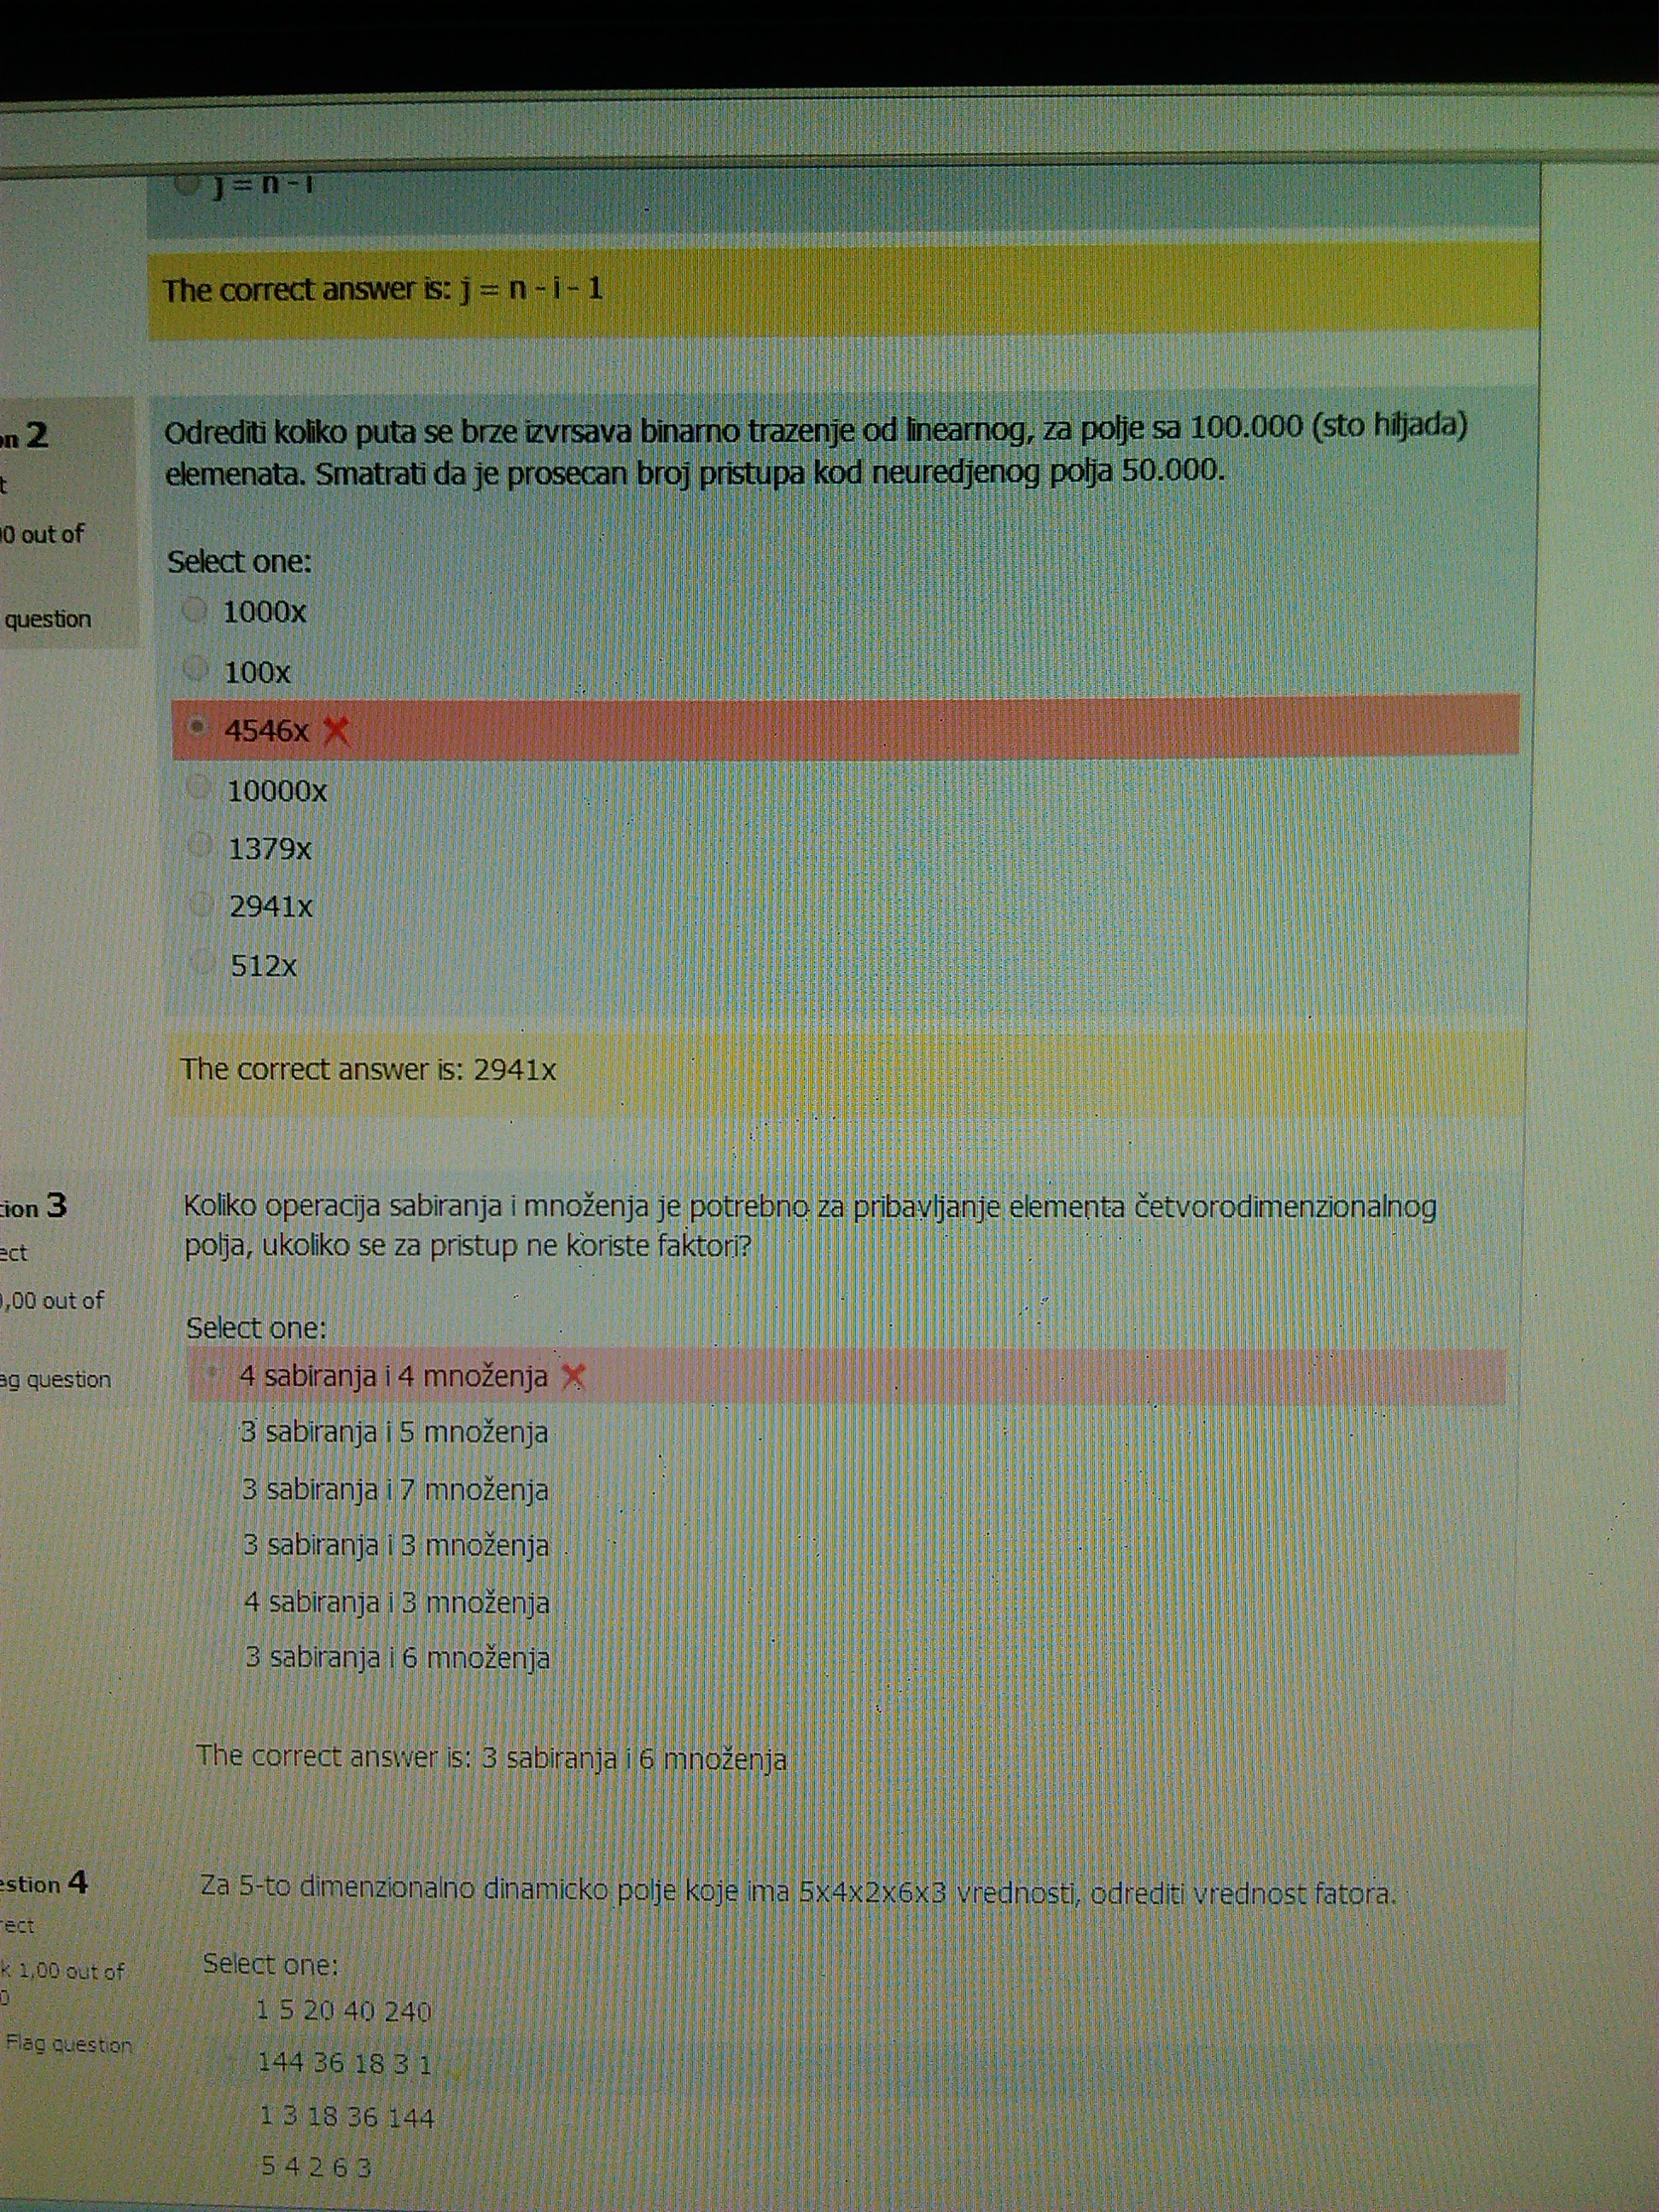 j = n - i
The correct answer is: j = n - i - 1
on 2
t
00 out of
question
Odrediti koliko puta se brze izvrsava binarno trazenje od linearnog, za polje sa 100.000 (sto hiljada)
elemenata. Smatrati da je prosecan broj pristupa kod neuredjenog polja 50.000.
Select one:
1000x
100x
4546x
10000x
1379x
2941x
512x
The correct answer is: 2941x
tion 3
ect
0,00 out of
ag question
Koliko operacija sabiranja i množenja je potrebno za pribavljanje elementa četvorodimenzionalnog
polja, ukoliko se za pristup ne koriste faktori?
Select one:
4 sabiranja i 4 množenja
3 sabiranja i 5 množenja
3 sabiranja i 7 množenja
3 sabiranja i 3 množenja
4 sabiranja i 3 množenja
3 sabiranja i 6 množenja
The correct answer is: 3 sabiranja i 6 množenja
estion 4
rect
k 1,00 out of
0
Flag question
Za 5-to dimenzionalno dinamicko polje koje ima 5x4x2x6x3 vrednosti, odrediti vrednost fatora.
Select one:
1 5 20 40 240
144 36 18 3 1
1 3 18 36 144
5 4 2 6 3